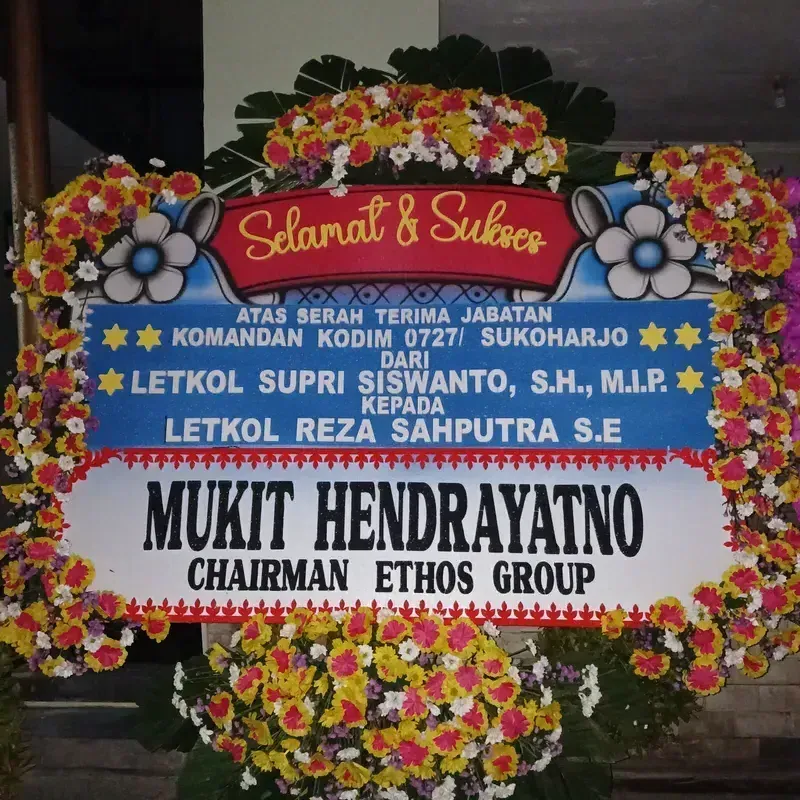 Selamat & Sukses
ATAS SERAH TERIMA JABATAN
KOMANDAN KODIM 0727/ SUKOHARJO
DARI
LETKOL SUPRI SISWANTO, S.H., M.I.P.
KEPADA
LETKOL REZA SAHPUTRA S.E
MUKIT HENDRAYATNO
CHAIRMAN ETHOS GROUP